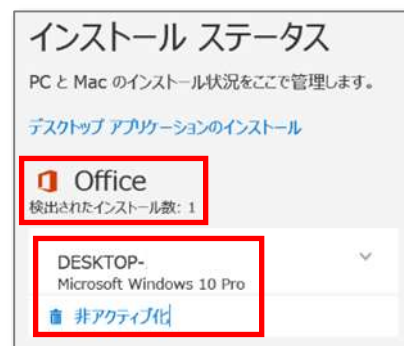 インストール ステータス
PC と Mac のインストール状況をここで管理します。
デスクトップ アプリケーションのインストール
Office
検出されたインストール数: 1
DESKTOP-
Microsoft Windows 10 Pro
非アクティブ化